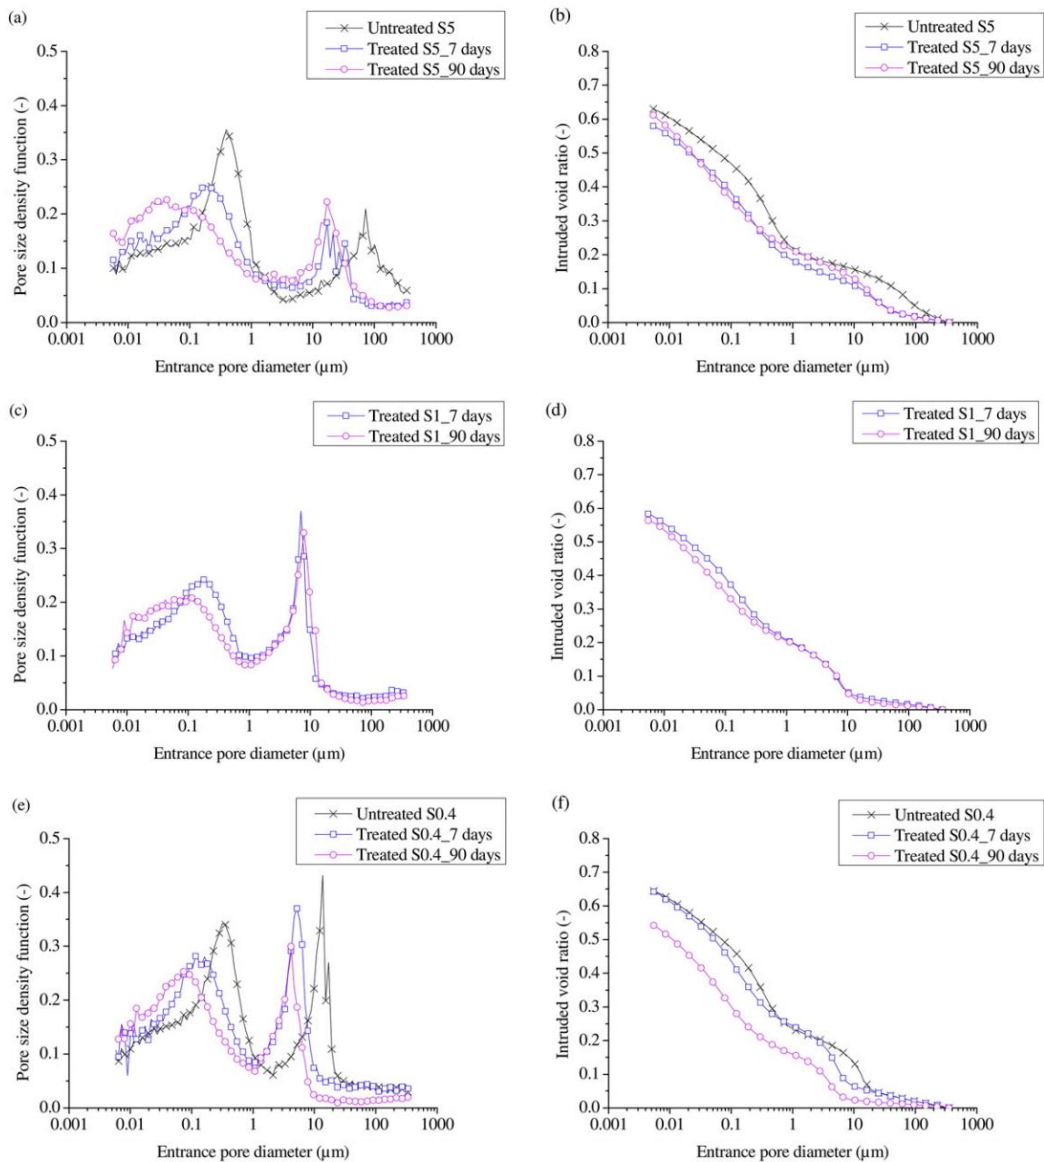 (a)
Untreated S5
Treated S5_7 days
Treated S5_90 days
0.5
0.4
0.3
0.2
0.1
0.0
Pore size density function (-)
0.001 0.01 0.1 1 10 100 1000
Entrance pore diameter (µm)
(b)
Untreated S5
Treated S5_7 days
Treated S5_90 days
0.8
0.7
0.6
0.5
0.4
0.3
0.2
0.1
0.0
Intruded void ratio (-)
0.001 0.01 0.1 1 10 100 1000
Entrance pore diameter (µm)
(c)
Treated S1_7 days
Treated S1_90 days
0.5
0.4
0.3
0.2
0.1
0.0
Pore size density function (-)
0.001 0.01 0.1 1 10 100 1000
Entrance pore diameter (µm)
(d)
Treated S1_7 days
Treated S1_90 days
0.8
0.7
0.6
0.5
0.4
0.3
0.2
0.1
0.0
Intruded void ratio (-)
0.001 0.01 0.1 1 10 100 1000
Entrance pore diameter (µm)
(e)
Untreated S0.4
Treated S0.4_7 days
Treated S0.4_90 days
0.5
0.4
0.3
0.2
0.1
0.0
Pore size density function (-)
0.001 0.01 0.1 1 10 100 1000
Entrance pore diameter (µm)
(f)
Untreated S0.4
Treated S0.4_7 days
Treated S0.4_90 days
0.8
0.7
0.6
0.5
0.4
0.3
0.2
0.1
0.0
Intruded void ratio (-)
0.001 0.01 0.1 1 10 100 1000
Entrance pore diameter (µm)